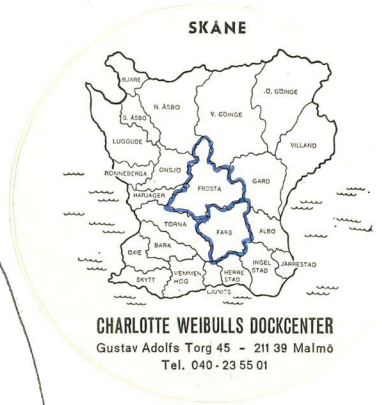 SKÅNE
BJÄRE
N. ÅSBO
Ö. GÖINGE
S. ÅSBO
V. GÖINGE
LUGGUDE
VILLAND
ONSJÖ
RÖNNEBERGA
FROSTA
GÄRD
HARJAGER
TORNA
FÄRS
ALBO
BARA
OXIE
INGEL
STAD
JÄRRESTAD
SKYTT
VEMMEN
HÖG
HERRE
STAD
LJUNITS
CHARLOTTE WEIBULLS DOCKCENTER
Gustav Adolfs Torg 45 - 211 39 Malmö
Tel. 040 - 23 55 01